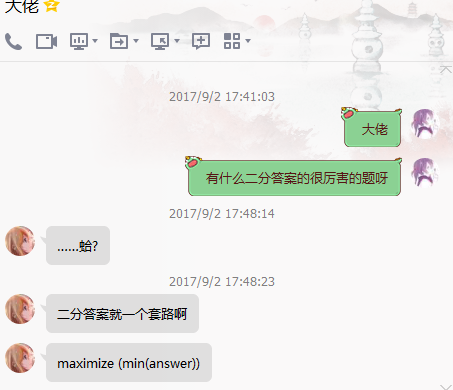 大佬
2017/9/2 17:41:03
大佬
有什么二分答案的很厉害的题呀
2017/9/2 17:48:14
......蛤?
2017/9/2 17:48:23
二分答案就一个套路啊
maximize (min(answer))